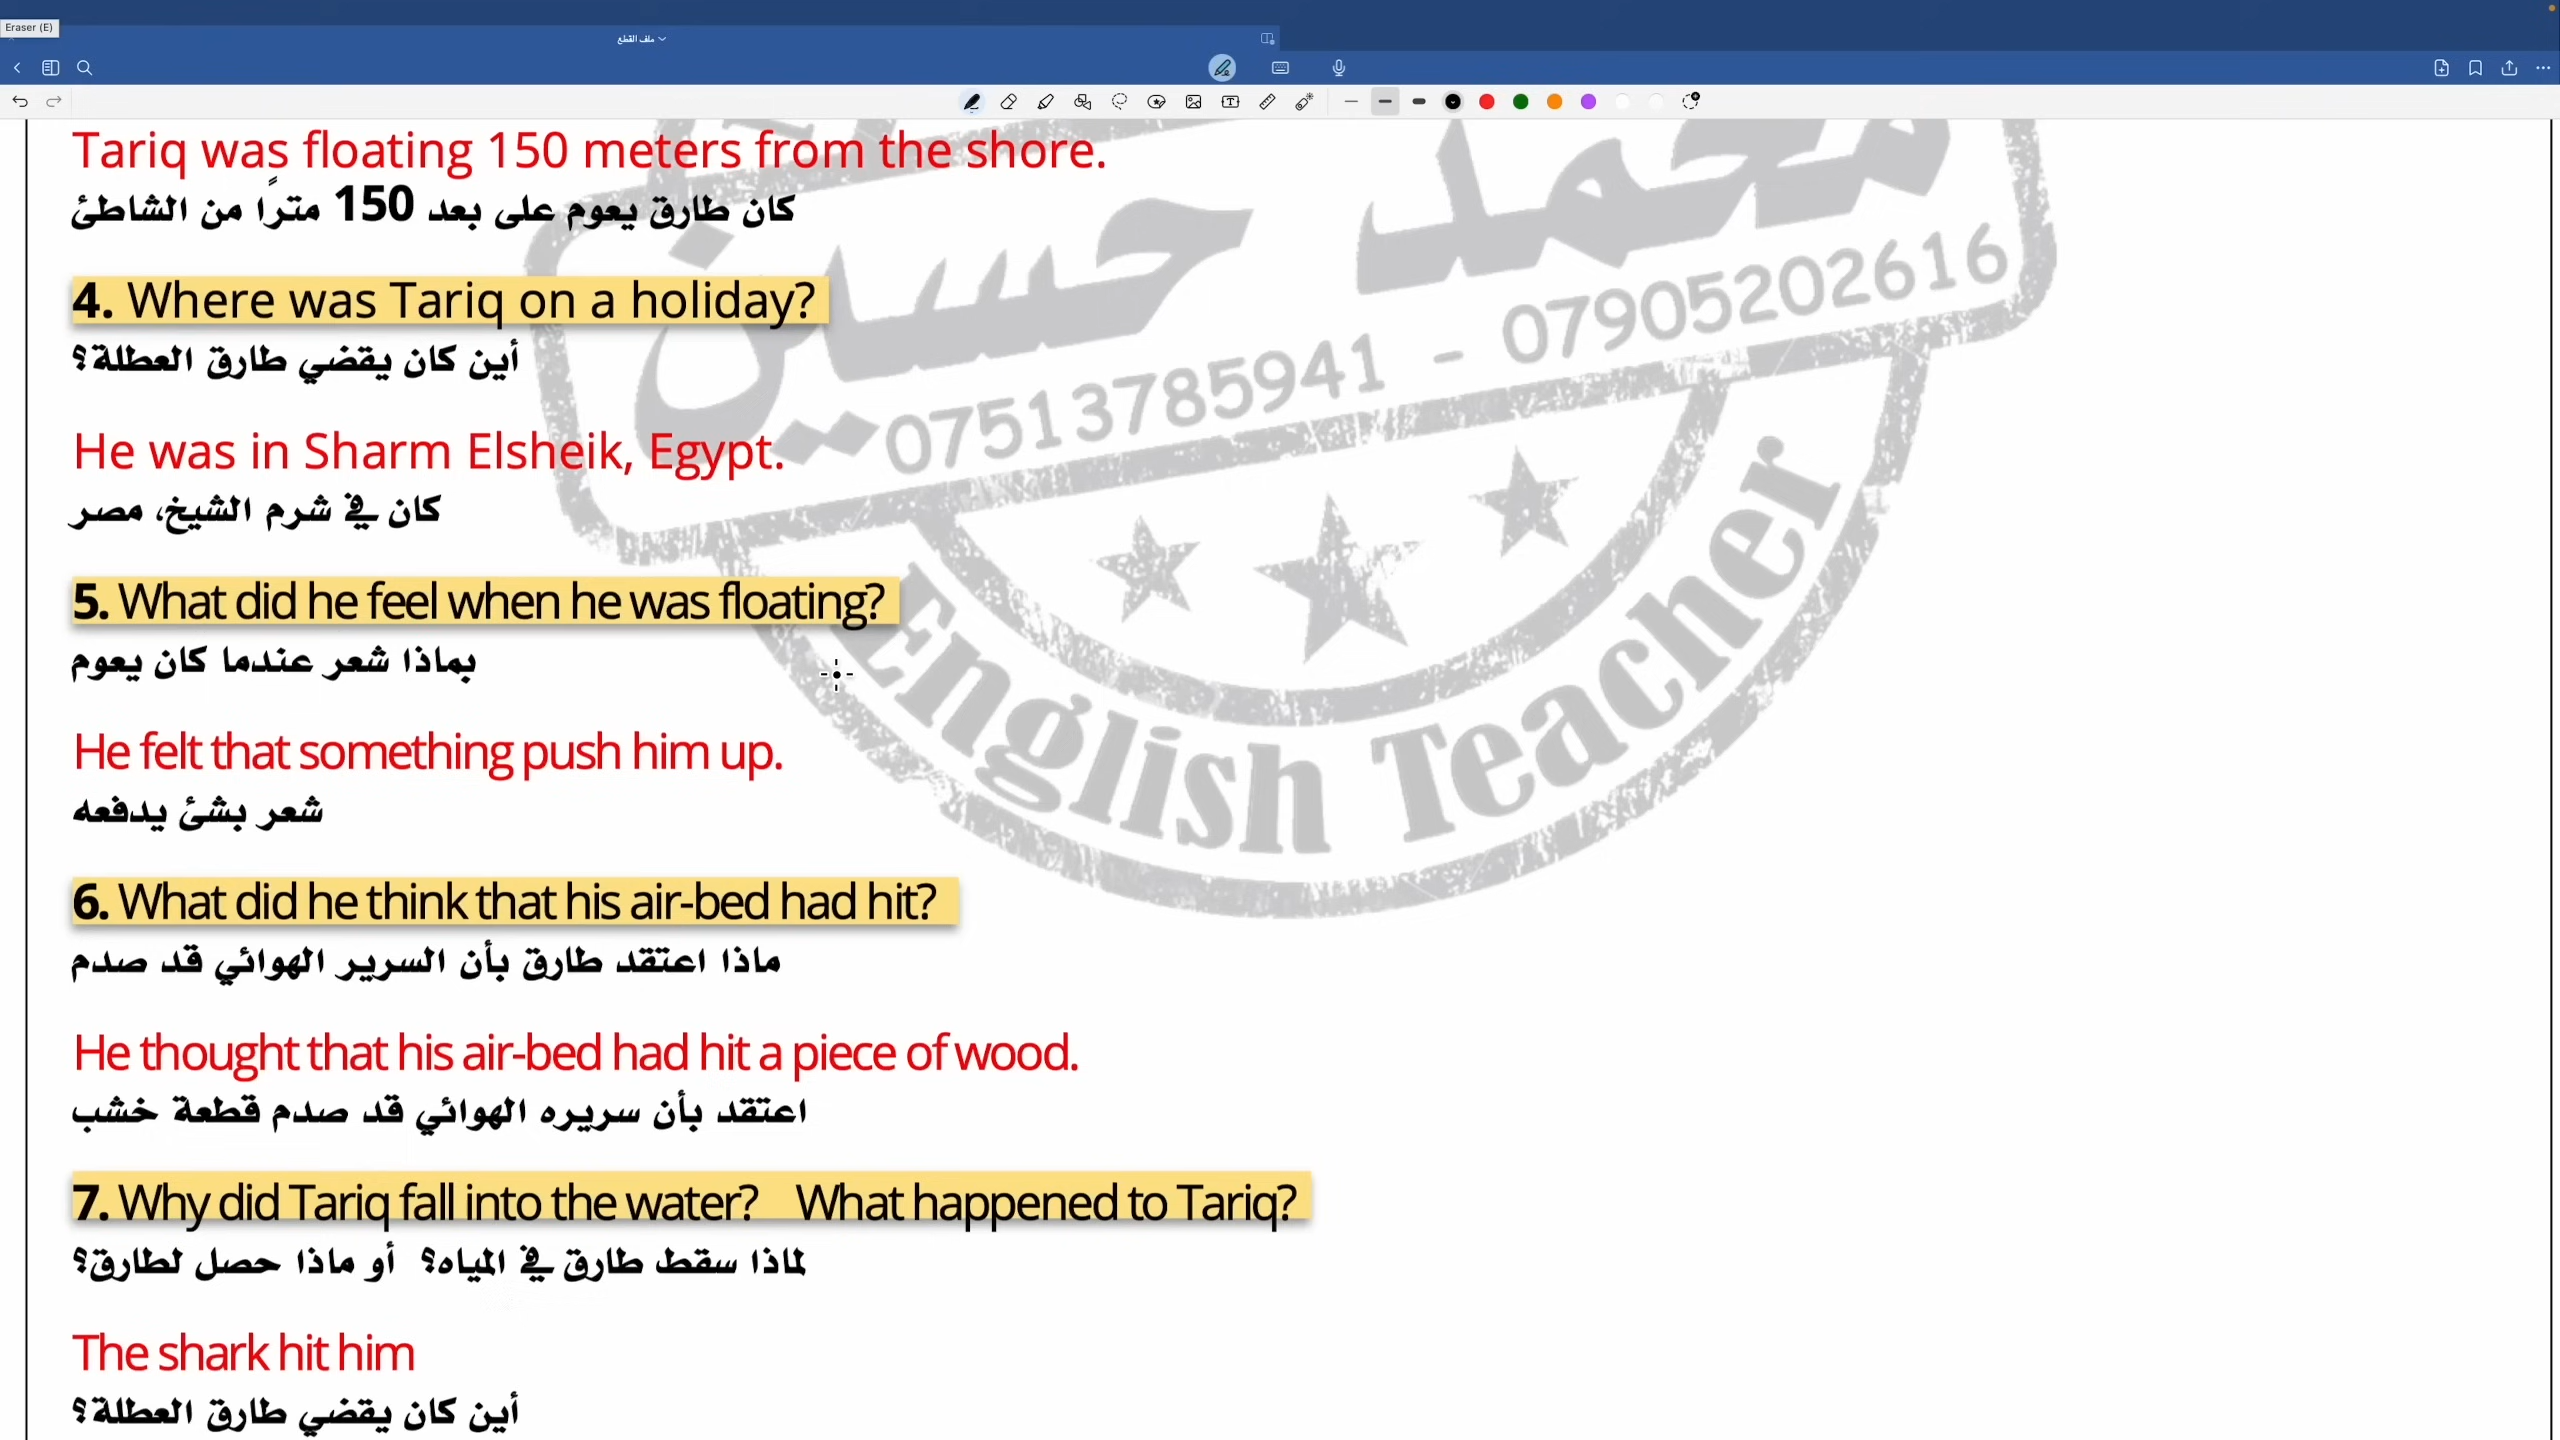 Eraser (E)
ملف القطع
Tariq was floating 150 meters from the shore.
كان طارق يعوم على بعد 150 مترًا من الشاطئ
4. Where was Tariq on a holiday?
أين كان يقضي طارق العطلة؟
He was in Sharm Elsheik, Egypt.
كان في شرم الشيخ، مصر
5. What did he feel when he was floating?
بماذا شعر عندما كان يعوم
He felt that something push him up.
شعر بشئ يدفعه
6. What did he think that his air-bed had hit?
ماذا اعتقد طارق بأن السرير الهوائي قد صدم
He thought that his air-bed had hit a piece of wood.
اعتقد بأن سريره الهوائي قد صدم قطعة خشب
7. Why did Tariq fall into the water? What happened to Tariq?
لماذا سقط طارق في المياه؟ أو ماذا حصل لطارق؟
The shark hit him
أين كان يقضي طارق العطلة؟
محمد حسين
07513785941 - 07905202616
English Teacher